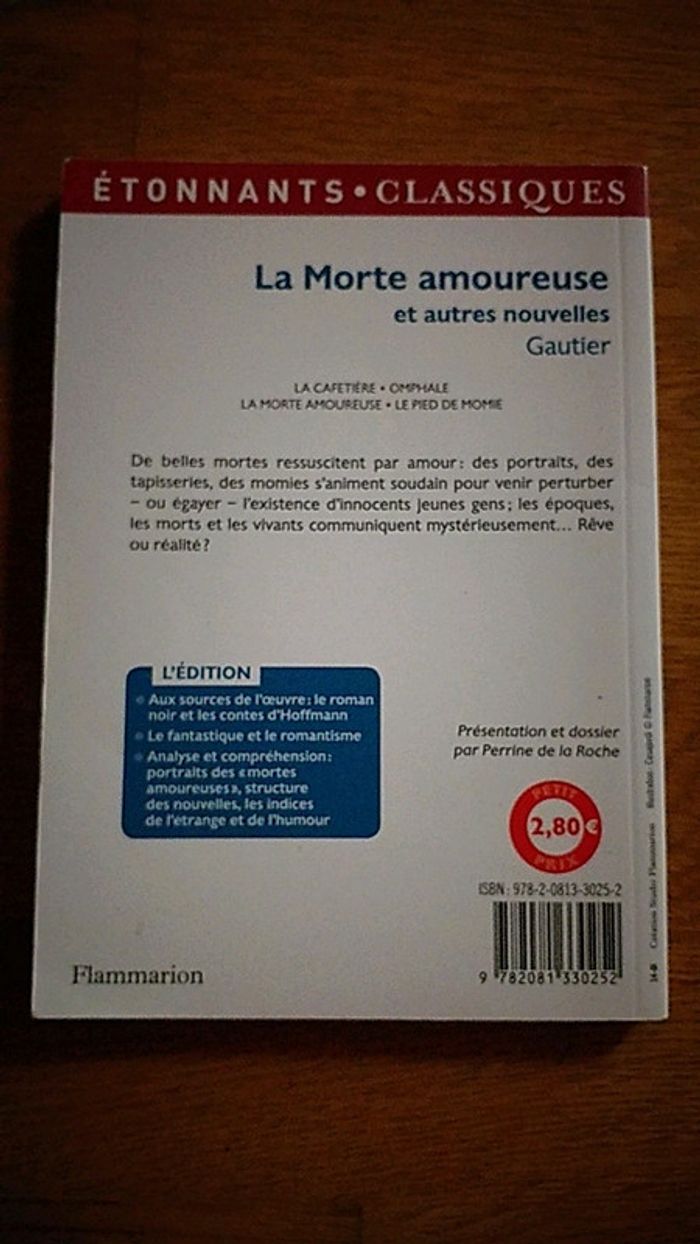 ÉTONNANTS • CLASSIQUES
La Morte amoureuse
et autres nouvelles
Gautier
LA CAFETIÈRE • OMPHALE
LA MORTE AMOUREUSE • LE PIED DE MOMIE
De belles mortes ressuscitent par amour : des portraits, des
tapisseries, des momies s'animent soudain pour venir perturber
– ou égayer – l'existence d'innocents jeunes gens ; les époques,
les morts et les vivants communiquent mystérieusement... Rêve
ou réalité ?
L'ÉDITION
Aux sources de l'œuvre : le roman
noir et les contes d'Hoffmann
Le fantastique et le romantisme
Analyse et compréhension :
portraits des « mortes
amoureuses », structure
des nouvelles, les indices
de l'étrange et de l'humour
Présentation et dossier
par Perrine de la Roche
PETIT
2,80 €
PRIX
ISBN : 978-2-0813-3025-2
9 782081 330252
Flammarion
Création Studio Flammarion
Illustration : © Flammarion